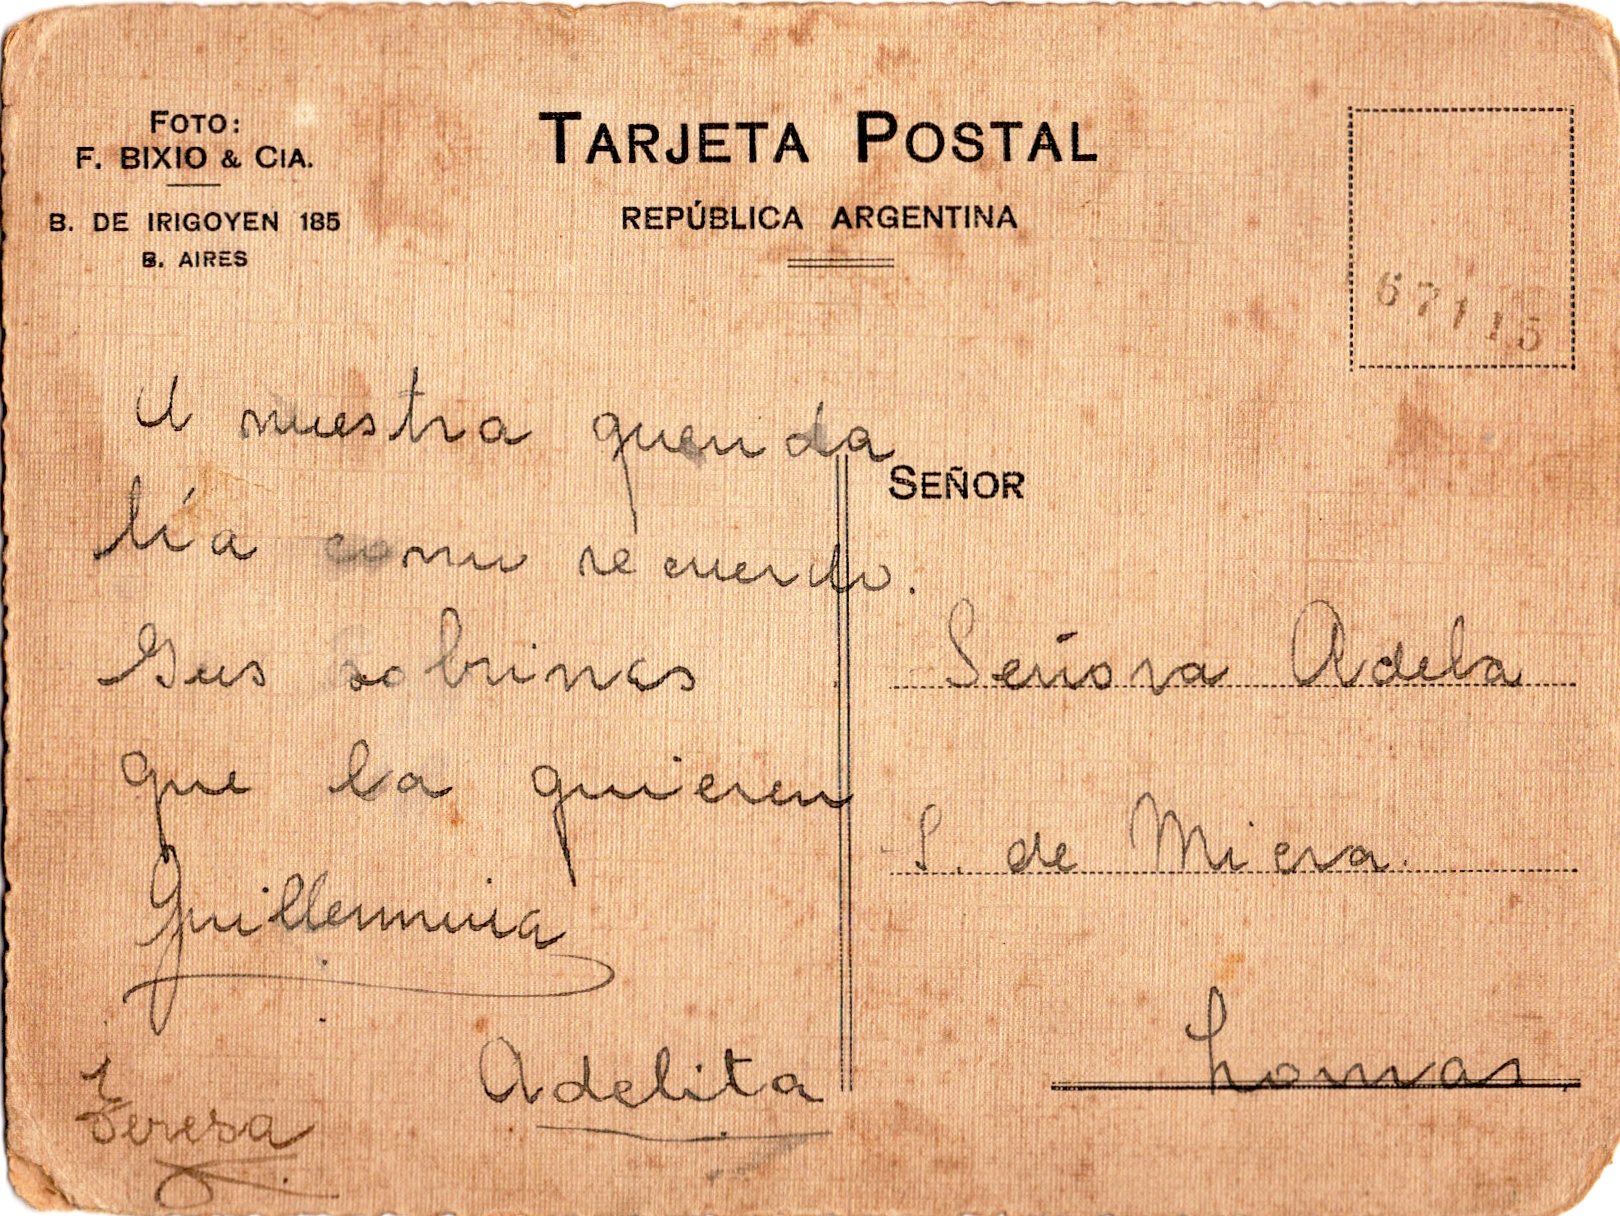 FOTO:
F. BIXIO & CIA.
B. DE IRIGOYEN 185
B. AIRES
TARJETA POSTAL
REPÚBLICA ARGENTINA
67115
A nuestra querida
tía como recuerdo.
Sus sobrinas
que la quieren
Guillermina
Adelita
Teresa
SEÑOR
Señora Adela
S. de Miera.
Lomas.